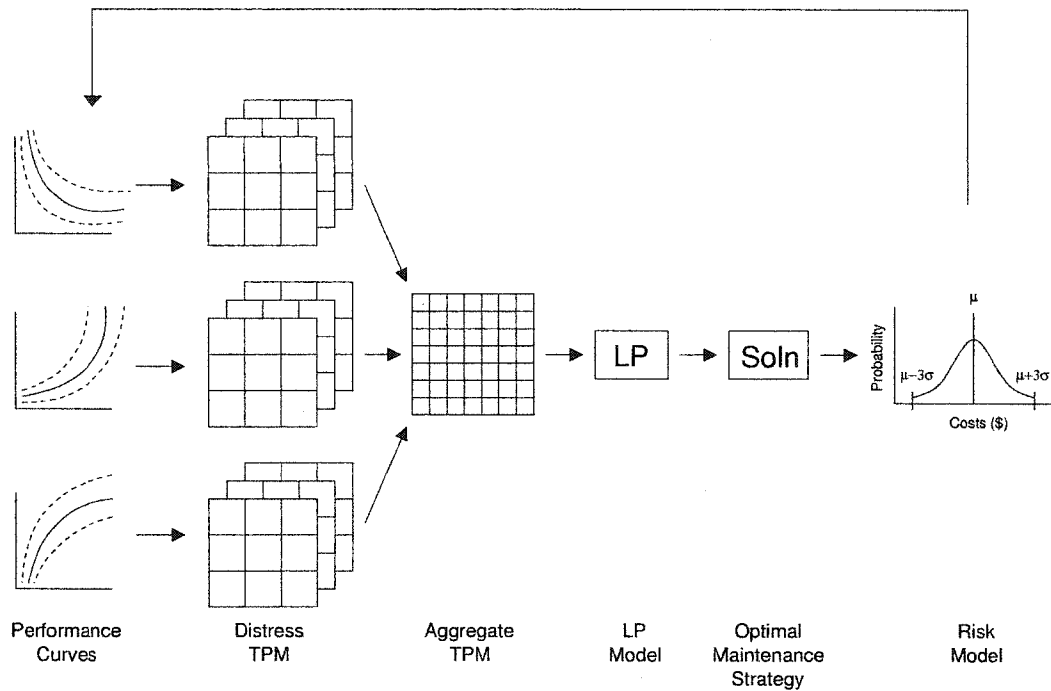 μ
LP
Soln
Probability
μ−3σ
μ+3σ
Costs ($)
Performance
Curves
Distress
TPM
Aggregate
TPM
LP
Model
Optimal
Maintenance
Strategy
Risk
Model